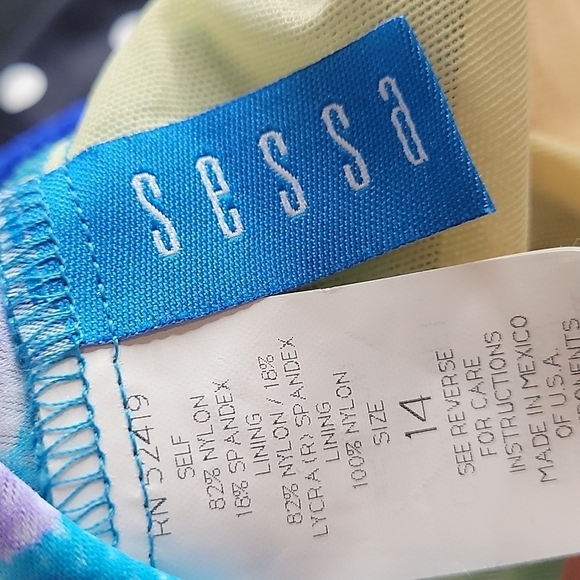 sessa
RN 52419
SELF
82% NYLON
18% SPANDEX
LINING
82% NYLON / 18%
LYCRA (R) SPANDEX
LINING
100% NYLON
SIZE
14
SEE REVERSE
FOR CARE
INSTRUCTIONS
MADE IN MEXICO
OF U.S.A.